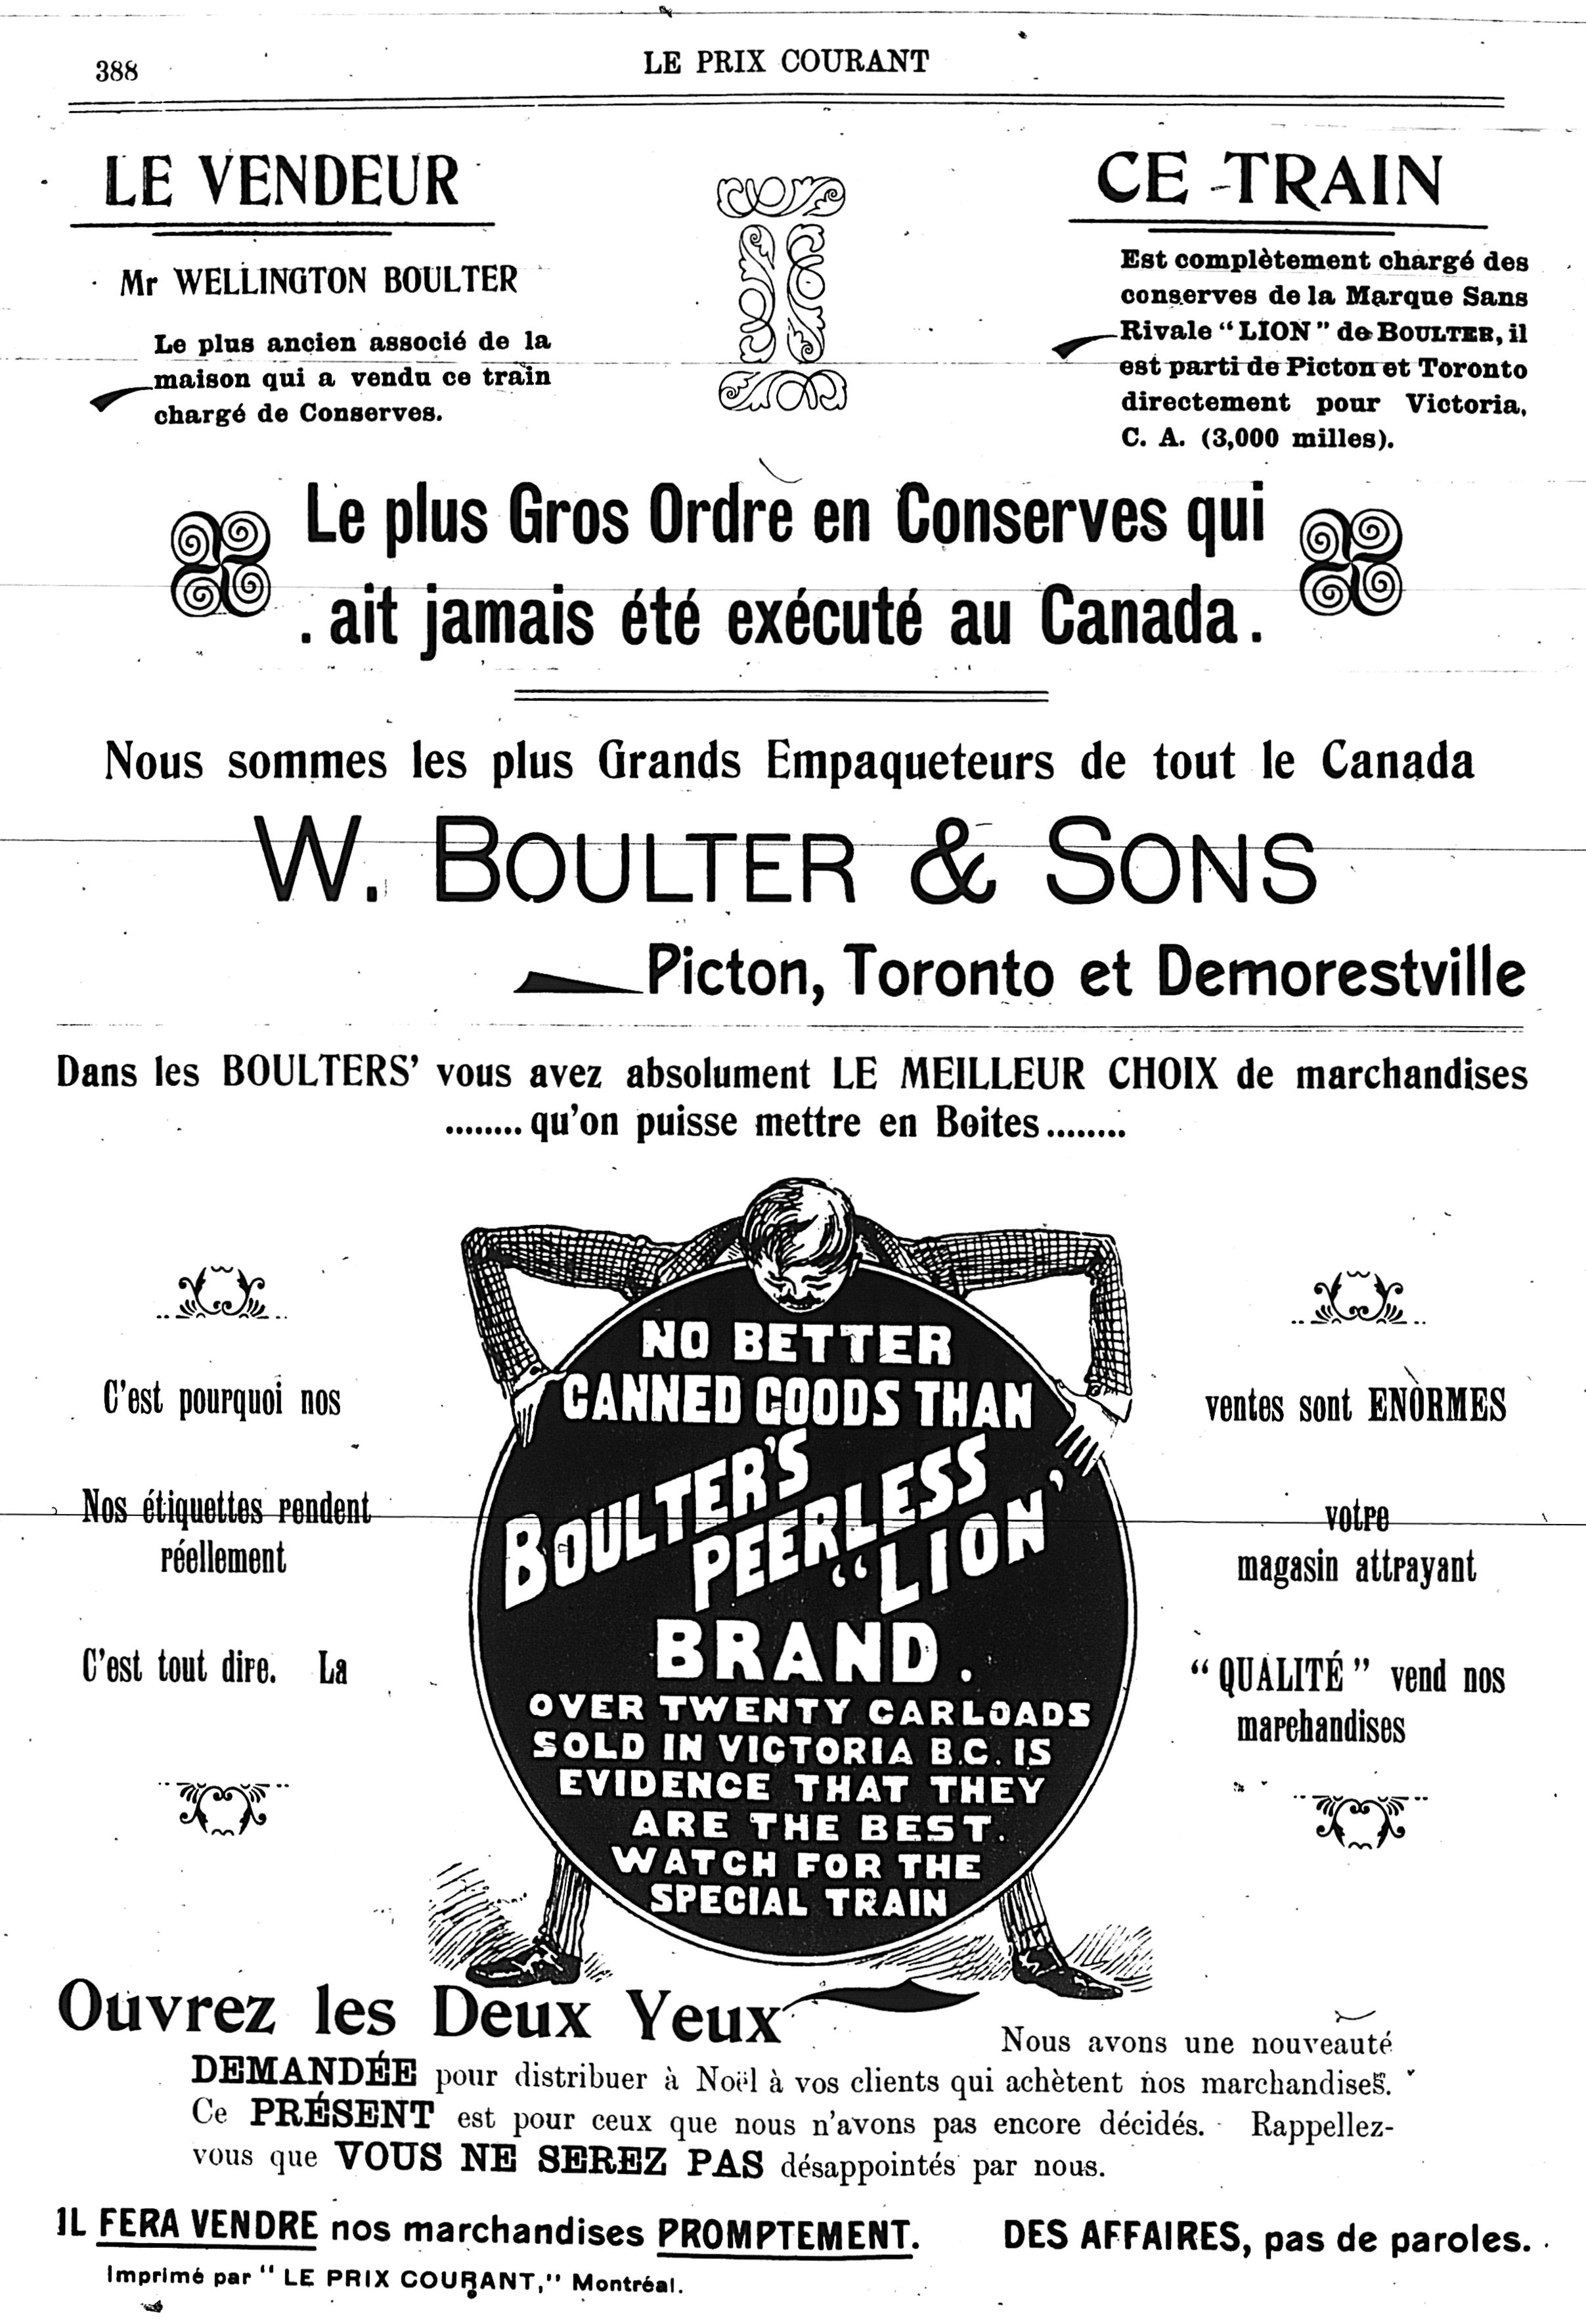 388
LE PRIX COURANT
LE VENDEUR
Mr WELLINGTON BOULTER
Le plus ancien associé de la
maison qui a vendu ce train
chargé de Conserves.
CE TRAIN
Est complètement chargé des
conserves de la Marque Sans
Rivale "LION" de BOULTER, il
est parti de Picton et Toronto
directement pour Victoria,
C. A. (3,000 milles).
Le plus Gros Ordre en Conserves qui
. ait jamais été exécuté au Canada.
Nous sommes les plus Grands Empaqueteurs de tout le Canada
W. BOULTER & SONS
Picton, Toronto et Demorestville
Dans les BOULTERS' vous avez absolument LE MEILLEUR CHOIX de marchandises
........qu'on puisse mettre en Boites........
C'est pourquoi nos
Nos étiquettes rendent
réellement
C'est tout dire. La
NO BETTER
CANNED GOODS THAN
BOULTER'S
PEERLESS
"LION"
BRAND.
OVER TWENTY CARLOADS
SOLD IN VICTORIA B.C. IS
EVIDENCE THAT THEY
ARE THE BEST.
WATCH FOR THE
SPECIAL TRAIN
ventes sont ENORMES
votre
magasin attrayant
"QUALITÉ" vend nos
marchandises
Ouvrez les Deux Yeux
Nous avons une nouveauté
DEMANDÉE pour distribuer à Noël à vos clients qui achètent nos marchandises.
Ce PRÉSENT est pour ceux que nous n'avons pas encore décidés. Rappellez-
vous que VOUS NE SEREZ PAS désappointés par nous.
IL FERA VENDRE nos marchandises PROMPTEMENT. DES AFFAIRES, pas de paroles.
Imprimé par "LE PRIX COURANT," Montréal.